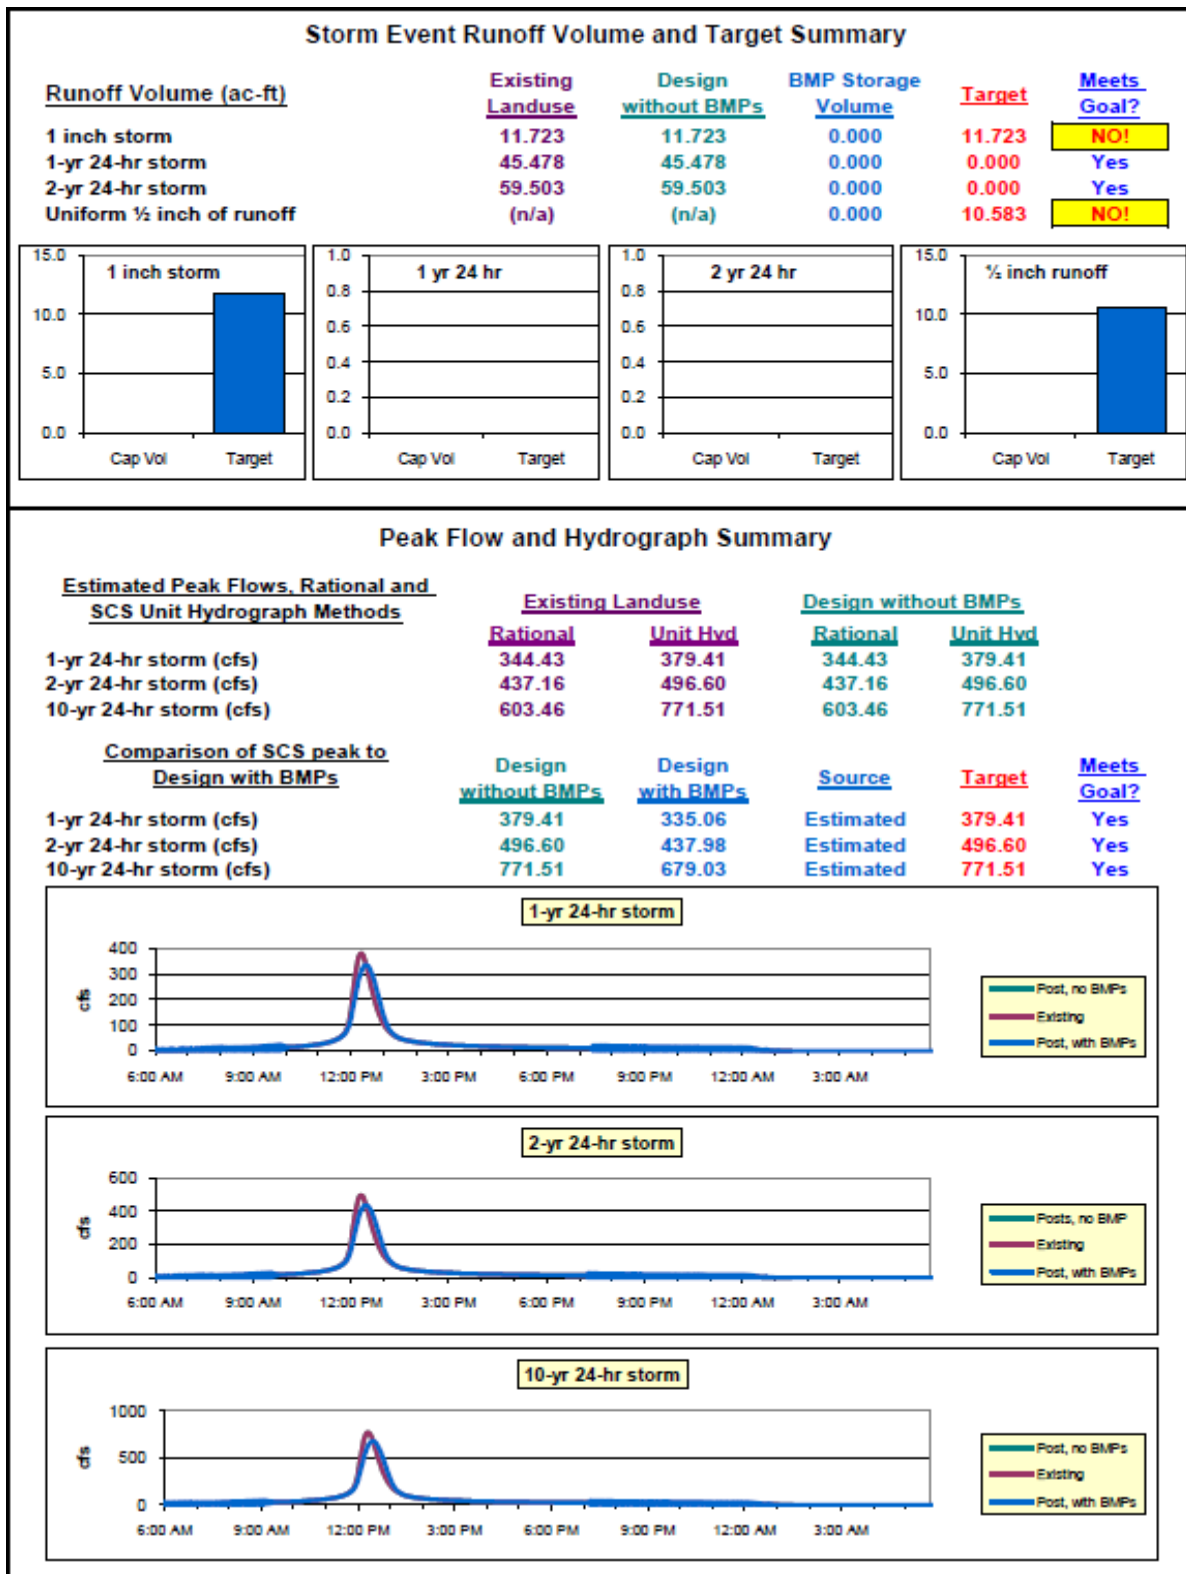 Storm Event Runoff Volume and Target Summary
Runoff Volume (ac-ft) Existing Landuse Design without BMPs BMP Storage Volume Target Meets Goal?
1 inch storm 11.723 11.723 0.000 11.723 NO!
1-yr 24-hr storm 45.478 45.478 0.000 0.000 Yes
2-yr 24-hr storm 59.503 59.503 0.000 0.000 Yes
Uniform ½ inch of runoff (n/a) (n/a) 0.000 10.583 NO!
1 inch storm
15.0
10.0
5.0
0.0
Cap Vol Target
1 yr 24 hr
1.0
0.8
0.6
0.4
0.2
0.0
Cap Vol Target
2 yr 24 hr
1.0
0.8
0.6
0.4
0.2
0.0
Cap Vol Target
½ inch runoff
15.0
10.0
5.0
0.0
Cap Vol Target
Peak Flow and Hydrograph Summary
Estimated Peak Flows, Rational and
SCS Unit Hydrograph Methods
Existing Landuse Design without BMPs
Rational Unit Hyd Rational Unit Hyd
1-yr 24-hr storm (cfs) 344.43 379.41 344.43 379.41
2-yr 24-hr storm (cfs) 437.16 496.60 437.16 496.60
10-yr 24-hr storm (cfs) 603.46 771.51 603.46 771.51
Comparison of SCS peak to
Design with BMPs
Design without BMPs Design with BMPs Source Target Meets Goal?
1-yr 24-hr storm (cfs) 379.41 335.06 Estimated 379.41 Yes
2-yr 24-hr storm (cfs) 496.60 437.98 Estimated 496.60 Yes
10-yr 24-hr storm (cfs) 771.51 679.03 Estimated 771.51 Yes
1-yr 24-hr storm
cfs
400
300
200
100
0
6:00 AM 9:00 AM 12:00 PM 3:00 PM 6:00 PM 9:00 PM 12:00 AM 3:00 AM
Post, no BMPs
Existing
Post, with BMPs
2-yr 24-hr storm
cfs
600
400
200
0
6:00 AM 9:00 AM 12:00 PM 3:00 PM 6:00 PM 9:00 PM 12:00 AM 3:00 AM
Posts, no BMP
Existing
Post, with BMPs
10-yr 24-hr storm
cfs
1000
500
0
6:00 AM 9:00 AM 12:00 PM 3:00 PM 6:00 PM 9:00 PM 12:00 AM 3:00 AM
Post, no BMPs
Existing
Post, with BMPs